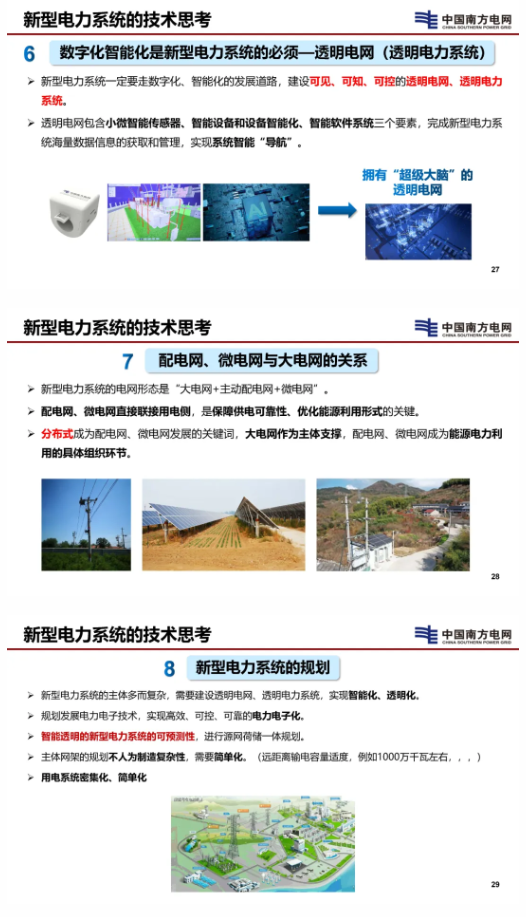 新型电力系统的技术思考
中国南方电网
CHINA SOUTHERN POWER GRID
6 数字化智能化是新型电力系统的必须—透明电网（透明电力系统）
➢ 新型电力系统一定要走数字化、智能化的发展道路，建设可见、可知、可控的透明电网、透明电力
系统。
➢ 透明电网包含小微智能传感器、智能设备和设备智能化、智能软件系统三个要素，完成新型电力系
统海量数据信息的获取和管理，实现系统智能“导航”。
拥有“超级大脑”的
透明电网
27
新型电力系统的技术思考
中国南方电网
CHINA SOUTHERN POWER GRID
7 配电网、微电网与大电网的关系
➢ 新型电力系统的电网形态是“大电网+主动配电网+微电网”。
➢ 配电网、微电网直接联接用电侧，是保障供电可靠性、优化能源利用形式的关键。
➢ 分布式成为配电网、微电网发展的关键词，大电网作为主体支撑，配电网、微电网成为能源电力利
用的具体组织环节。
28
新型电力系统的技术思考
中国南方电网
CHINA SOUTHERN POWER GRID
8 新型电力系统的规划
➢ 新型电力系统的主体多而复杂，需要建设透明电网、透明电力系统，实现智能化、透明化。
➢ 规划发展电力电子技术，实现高效、可控、可靠的电力电子化。
➢ 智能透明的新型电力系统的可预测性，进行源网荷储一体规划。
➢ 主体网架的规划不人为制造复杂性，需要简单化。（远距离输电容量适度，例如1000万千瓦左右，，，）
➢ 用电系统密集化、简单化
29